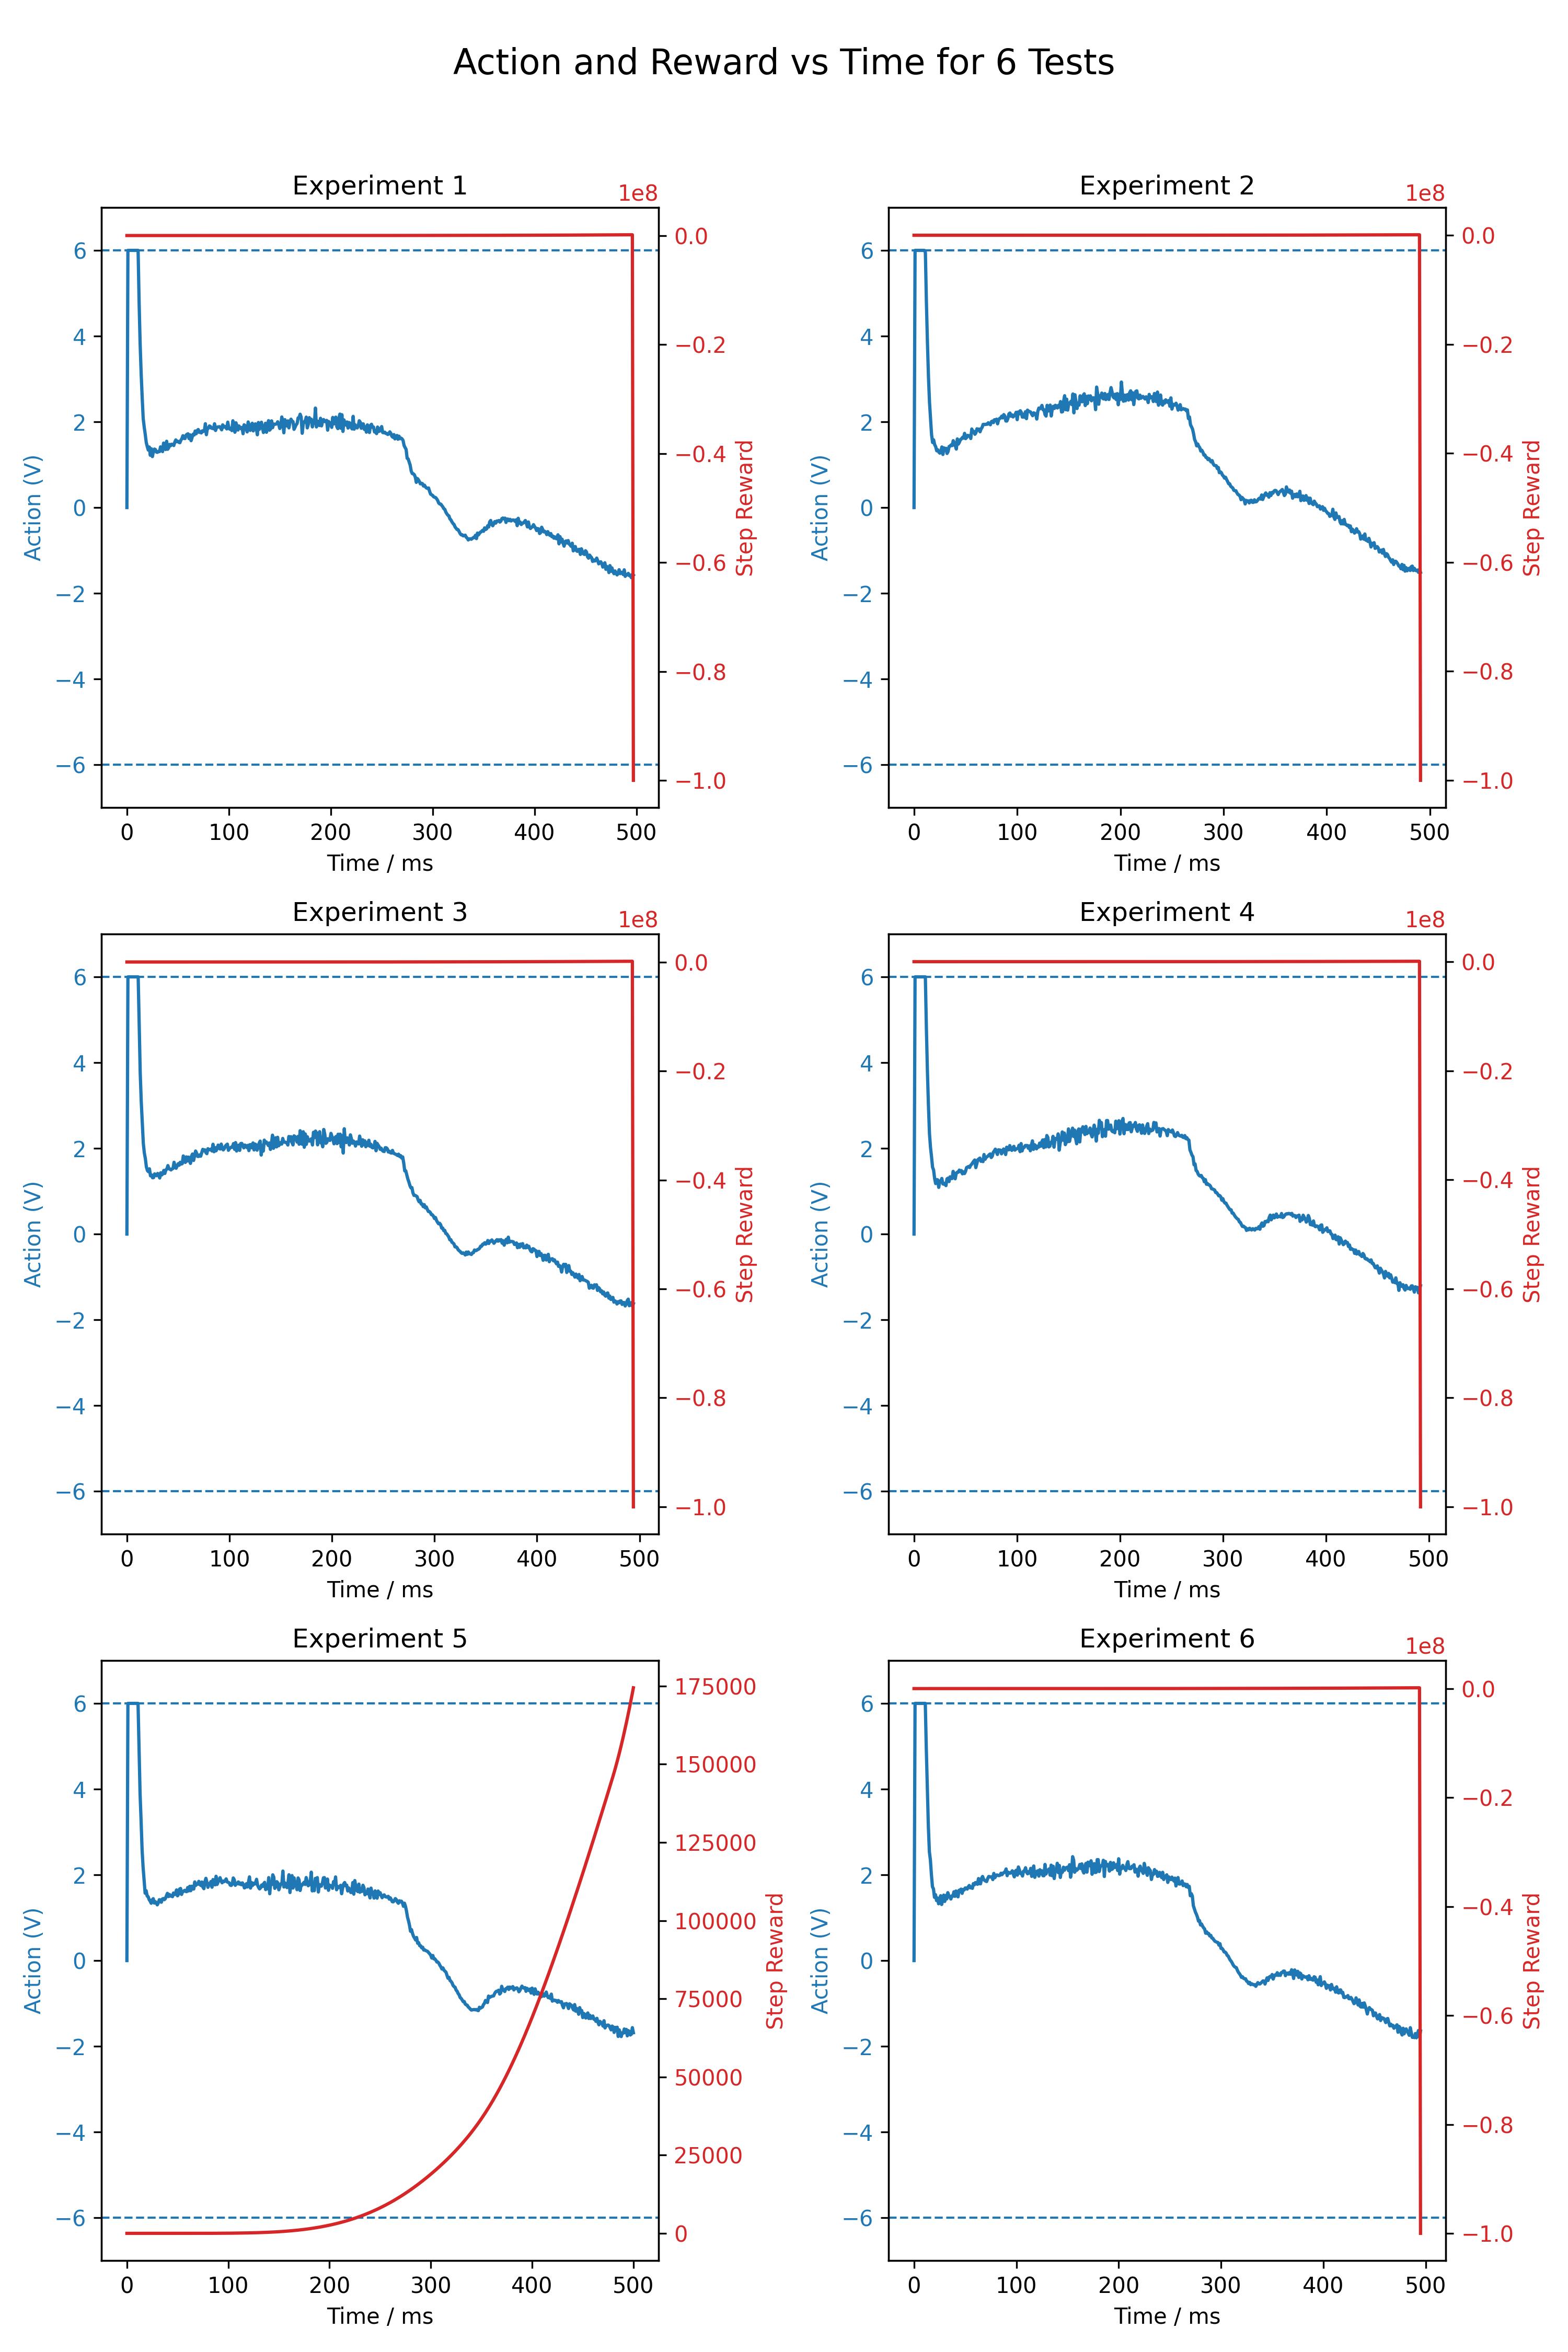 Action and Reward vs Time for 6 Tests
Experiment 1
1e8
6
4
2
0
−2
−4
−6
Action (V)
0.0
−0.2
−0.4
−0.6
−0.8
−1.0
Step Reward
0 100 200 300 400 500
Time / ms
Experiment 2
1e8
6
4
2
0
−2
−4
−6
Action (V)
0.0
−0.2
−0.4
−0.6
−0.8
−1.0
Step Reward
0 100 200 300 400 500
Time / ms
Experiment 3
1e8
6
4
2
0
−2
−4
−6
Action (V)
0.0
−0.2
−0.4
−0.6
−0.8
−1.0
Step Reward
0 100 200 300 400 500
Time / ms
Experiment 4
1e8
6
4
2
0
−2
−4
−6
Action (V)
0.0
−0.2
−0.4
−0.6
−0.8
−1.0
Step Reward
0 100 200 300 400 500
Time / ms
Experiment 5
6
4
2
0
−2
−4
−6
Action (V)
175000
150000
125000
100000
75000
50000
25000
0
Step Reward
0 100 200 300 400 500
Time / ms
Experiment 6
1e8
6
4
2
0
−2
−4
−6
Action (V)
0.0
−0.2
−0.4
−0.6
−0.8
−1.0
Step Reward
0 100 200 300 400 500
Time / ms